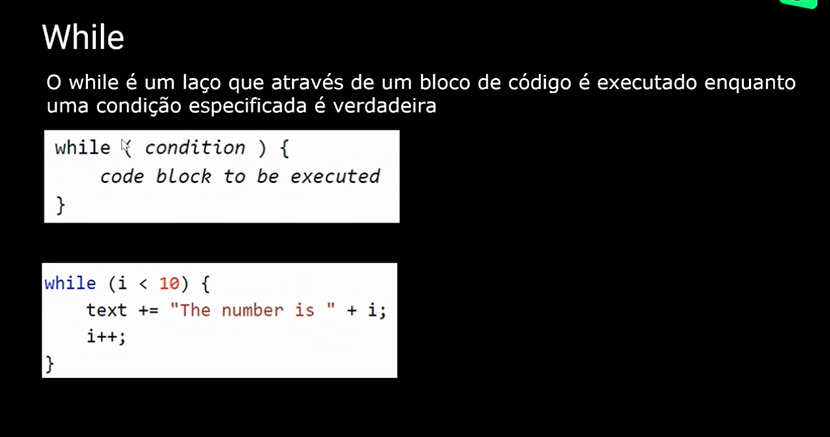 While
O while é um laço que através de um bloco de código é executado enquanto
uma condição especificada é verdadeira
while ( condition ) {
    code block to be executed
}
while (i < 10) {
    text += "The number is " + i;
    i++;
}